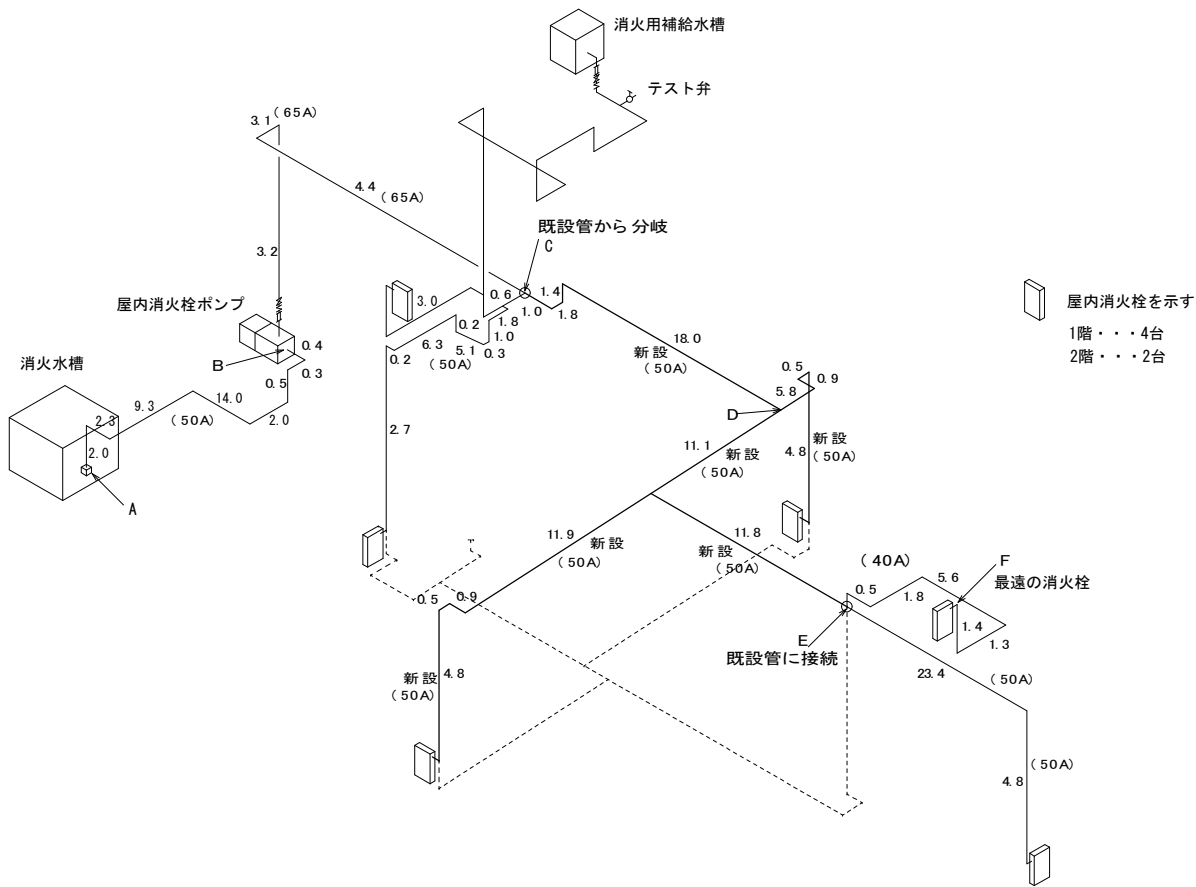 消火用補給水槽
テスト弁
3.1
(65A)
4.4
(65A)
3.2
既設管から分岐
C
屋内消火栓ポンプ
B
0.4
0.3
0.5
消火水槽
2.3
9.3
(50A)
14.0
2.0
2.0
A
3.0
0.6
1.4
1.0
1.8
1.8
0.2
1.0
6.3
5.1
0.3
(50A)
0.2
2.7
18.0
新設
(50A)
0.5
0.9
5.8
D
11.1
新設
(50A)
4.8
新設
(50A)
屋内消火栓を示す
1階・・・4台
2階・・・2台
11.9
新設
(50A)
11.8
新設
(50A)
(40A)
0.5
5.6
1.8
F
最遠の消火栓
1.4
1.3
E
既設管に接続
23.4
(50A)
0.5
0.9
新設
(50A)
4.8
(50A)
4.8